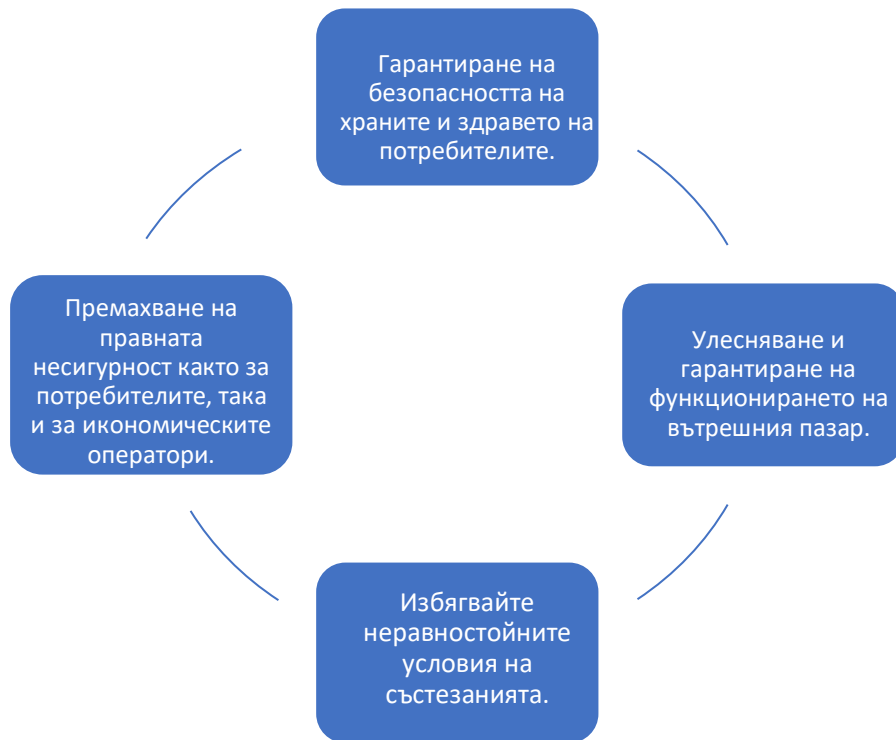 Гарантиране на
безопасността на
храните и здравето на
потребителите.
Улесняване и
гарантиране на
функционирането на
вътрешния пазар.
Избягвайте
неравностойните
условия на
състезанията.
Премахване на
правната
несигурност както за
потребителите, така
и за икономическите
оператори.